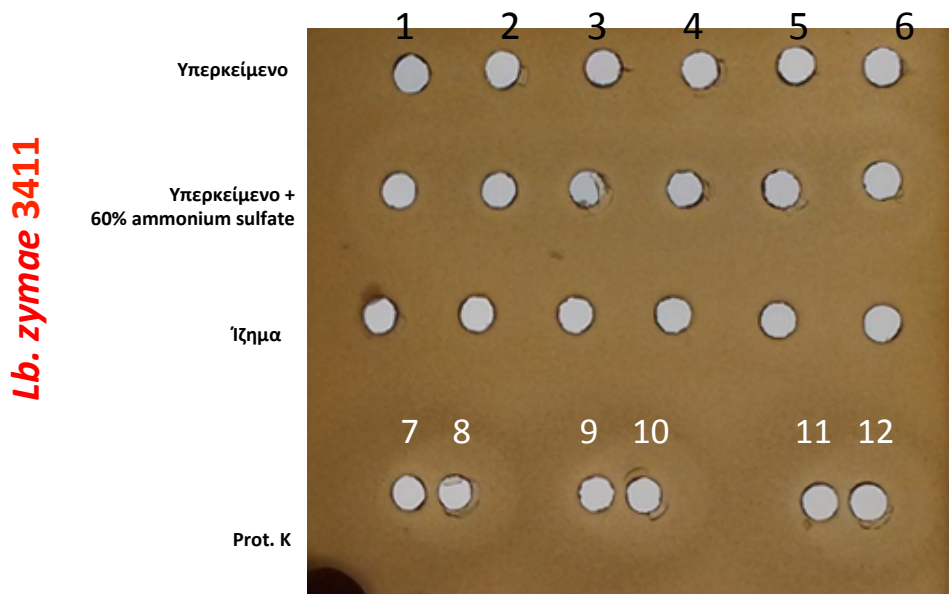 1 2 3 4 5 6
Υπερκείμενο
Υπερκείμενο +
60% ammonium sulfate
Lb. zymae 3411
Ίζημα
7 8 9 10 11 12
Prot. K